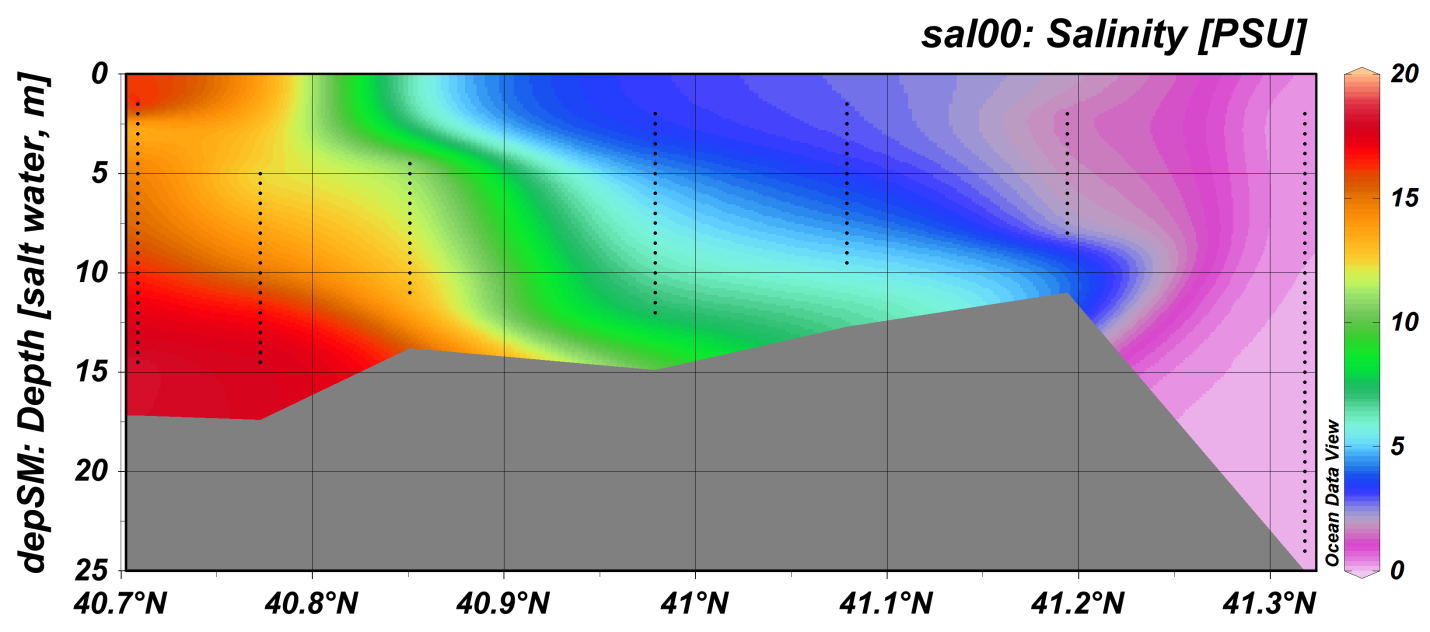 sal00: Salinity [PSU]
depSM: Depth [salt water, m]
0
5
10
15
20
25
40.7°N 40.8°N 40.9°N 41°N 41.1°N 41.2°N 41.3°N
Ocean Data View
20
15
10
5
0